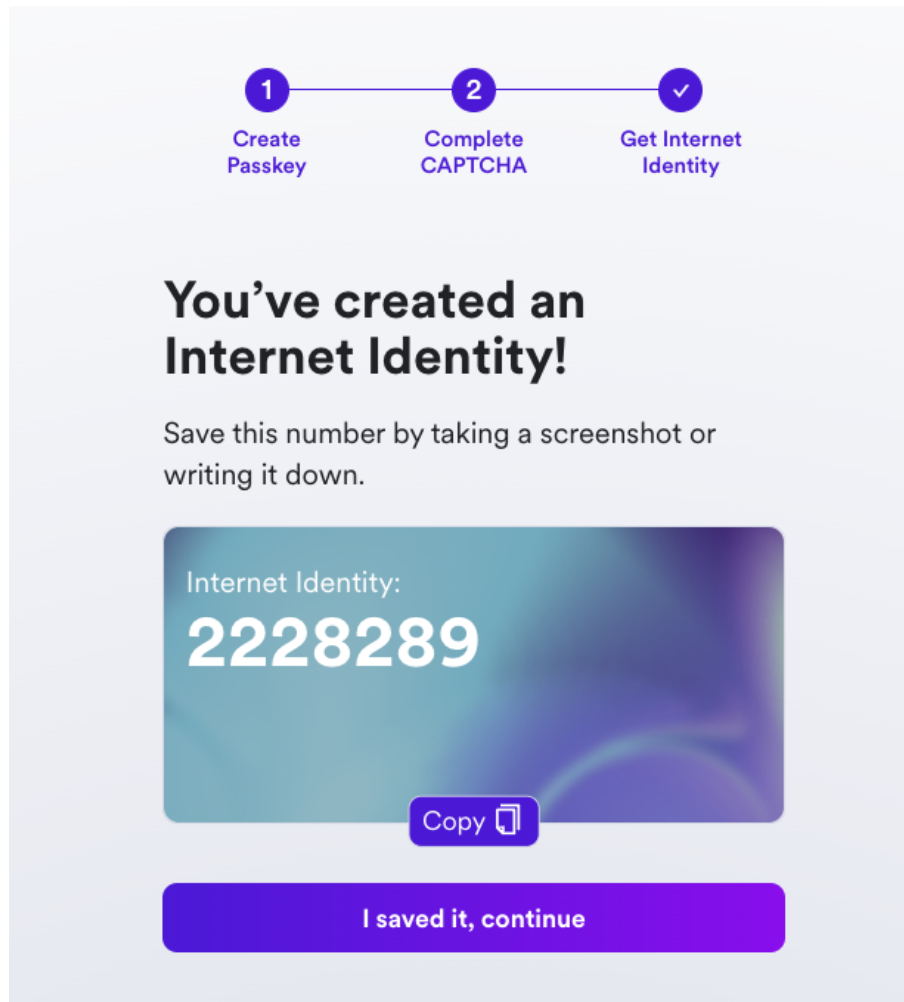 1
2
Create
Passkey
Complete
CAPTCHA
Get Internet
Identity
You’ve created an
Internet Identity!
Save this number by taking a screenshot or
writing it down.
Internet Identity:
2228289
Copy
I saved it, continue